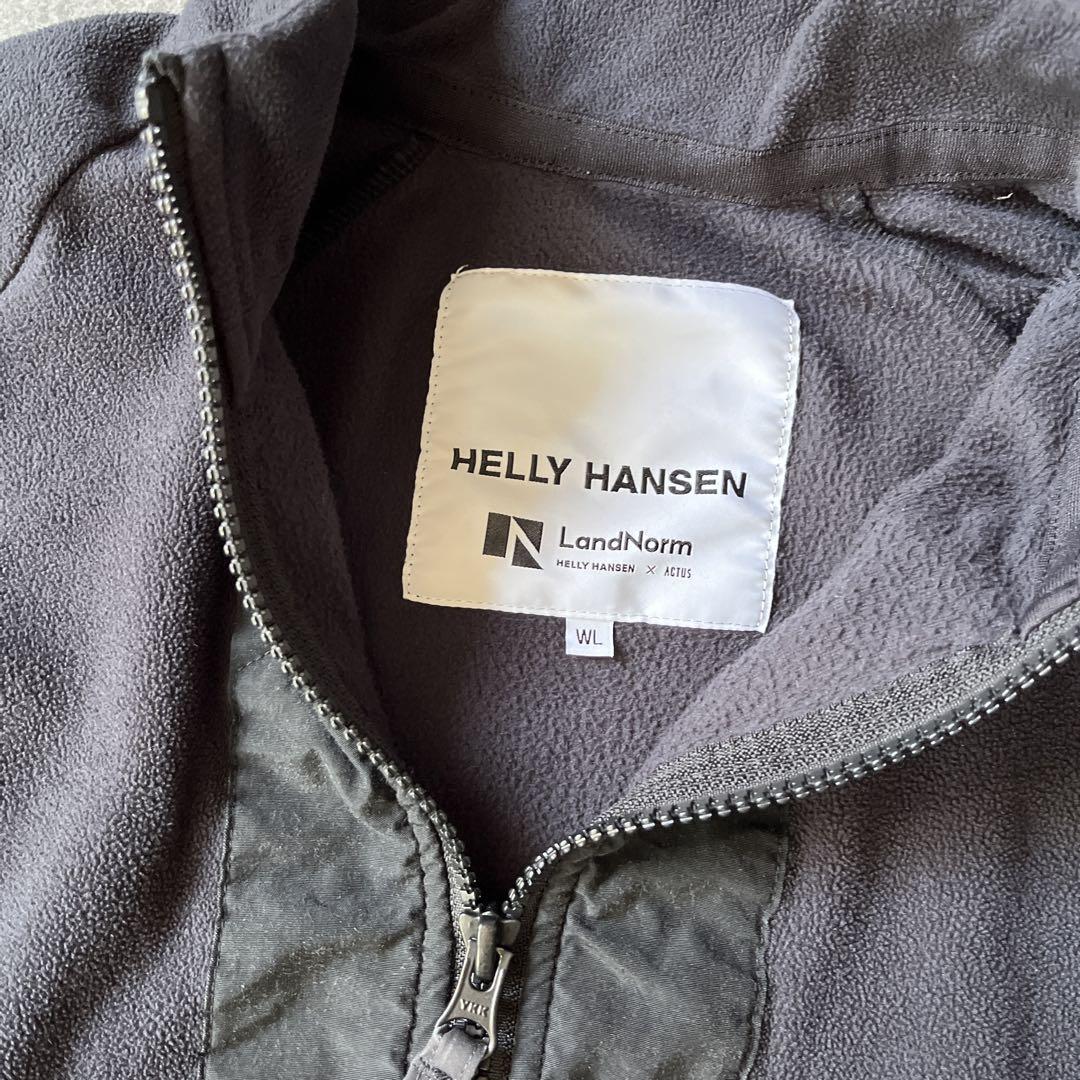 HELLY HANSEN
LandNorm
HELLY HANSEN × ACTUS
WL
YKK